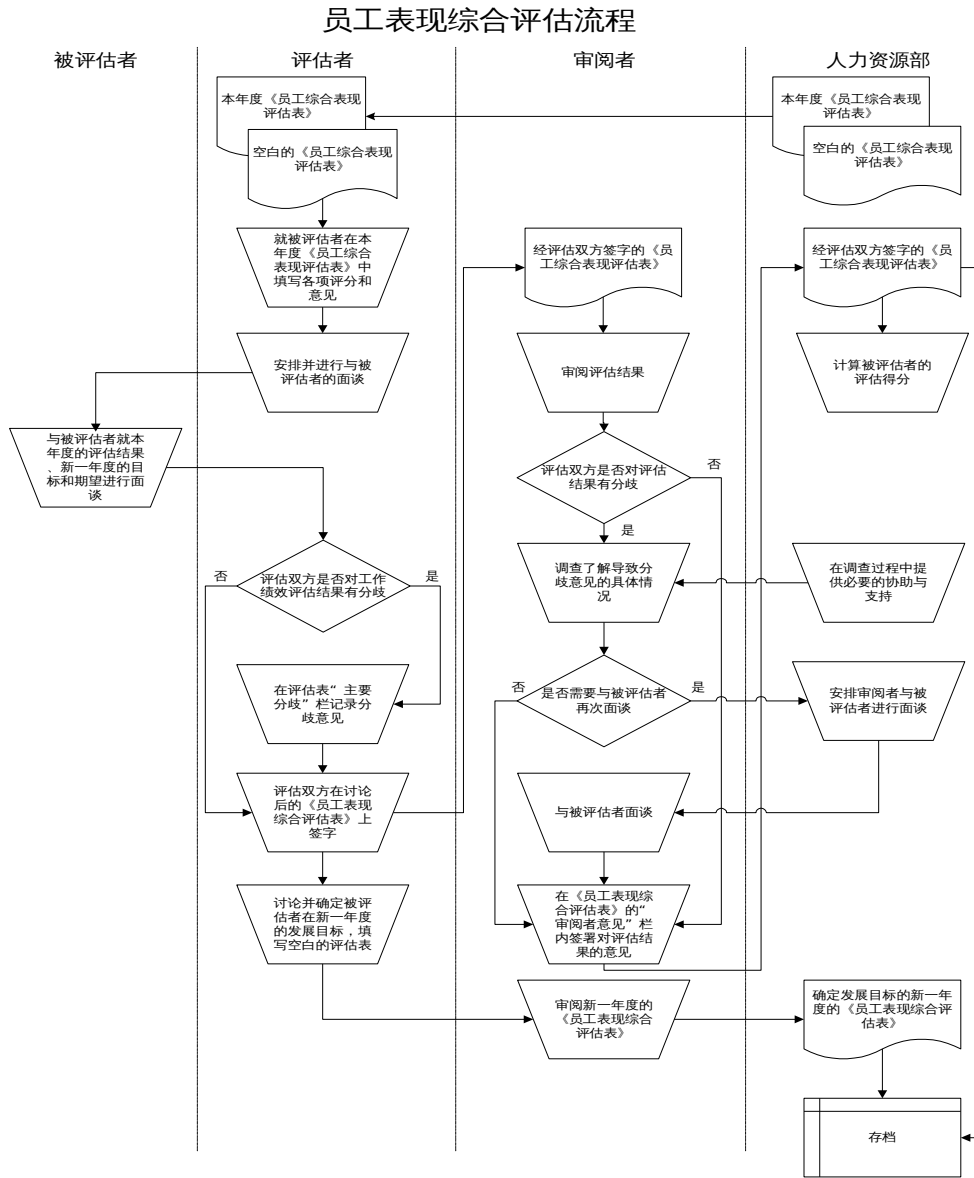 员工表现综合评估流程
被评估者
评估者
审阅者
人力资源部
本年度《员工综合表现
评估表》
空白的《员工综合表现
评估表》
本年度《员工综合表现
评估表》
空白的《员工综合表现
评估表》
就被评估者在本
年度《员工综合
表现评估表》中
填写各项评分和
意见
经评估双方签字的《员
工综合表现评估表》
经评估双方签字的《员
工综合表现评估表》
安排并进行与被
评估者的面谈
审阅评估结果
计算被评估者的
评估得分
与被评估者就本
年度的评估结果
、新一年度的目
标和期望进行面
谈
评估双方是否对评估
结果有分歧
否
是
评估双方是否对工作
绩效评估结果有分歧
否
是
调查了解导致分
歧意见的具体情
况
在调查过程中提
供必要的协助与
支持
在评估表“ 主要
分歧” 栏记录分
歧意见
是否需要与被评估者
再次面谈
否
是
安排审阅者与被
评估者进行面谈
评估双方在讨论
后的《员工表现
综合评估表》上
签字
与被评估者面谈
讨论并确定被评
估者在新一年度
的发展目标，填
写空白的评估表
在《员工表现综
合评估表》的“
审阅者意见” 栏
内签署对评估结
果的意见
审阅新一年度的
《员工表现综合
评估表》
确定发展目标的新一年
度的《员工表现综合评
估表》
存档